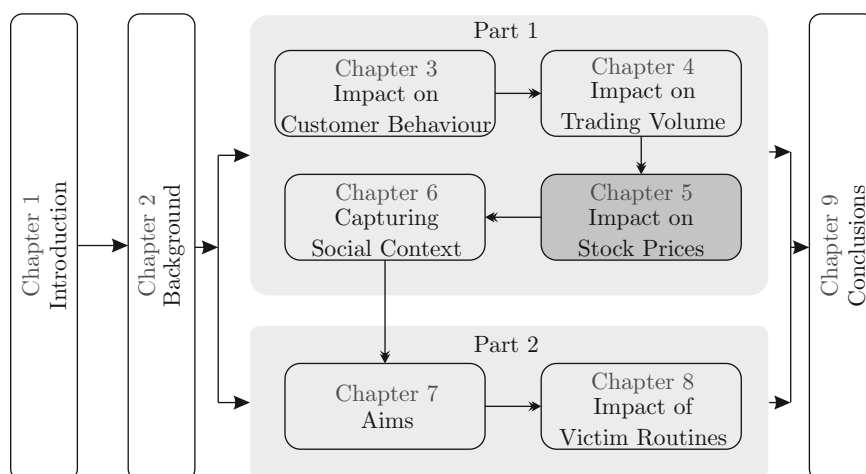 Chapter 1
Introduction
Chapter 2
Background
Part 1
Chapter 3
Impact on
Customer Behaviour
Chapter 4
Impact on
Trading Volume
Chapter 5
Impact on
Stock Prices
Chapter 6
Capturing
Social Context
Part 2
Chapter 7
Aims
Chapter 8
Impact of
Victim Routines
Chapter 9
Conclusions